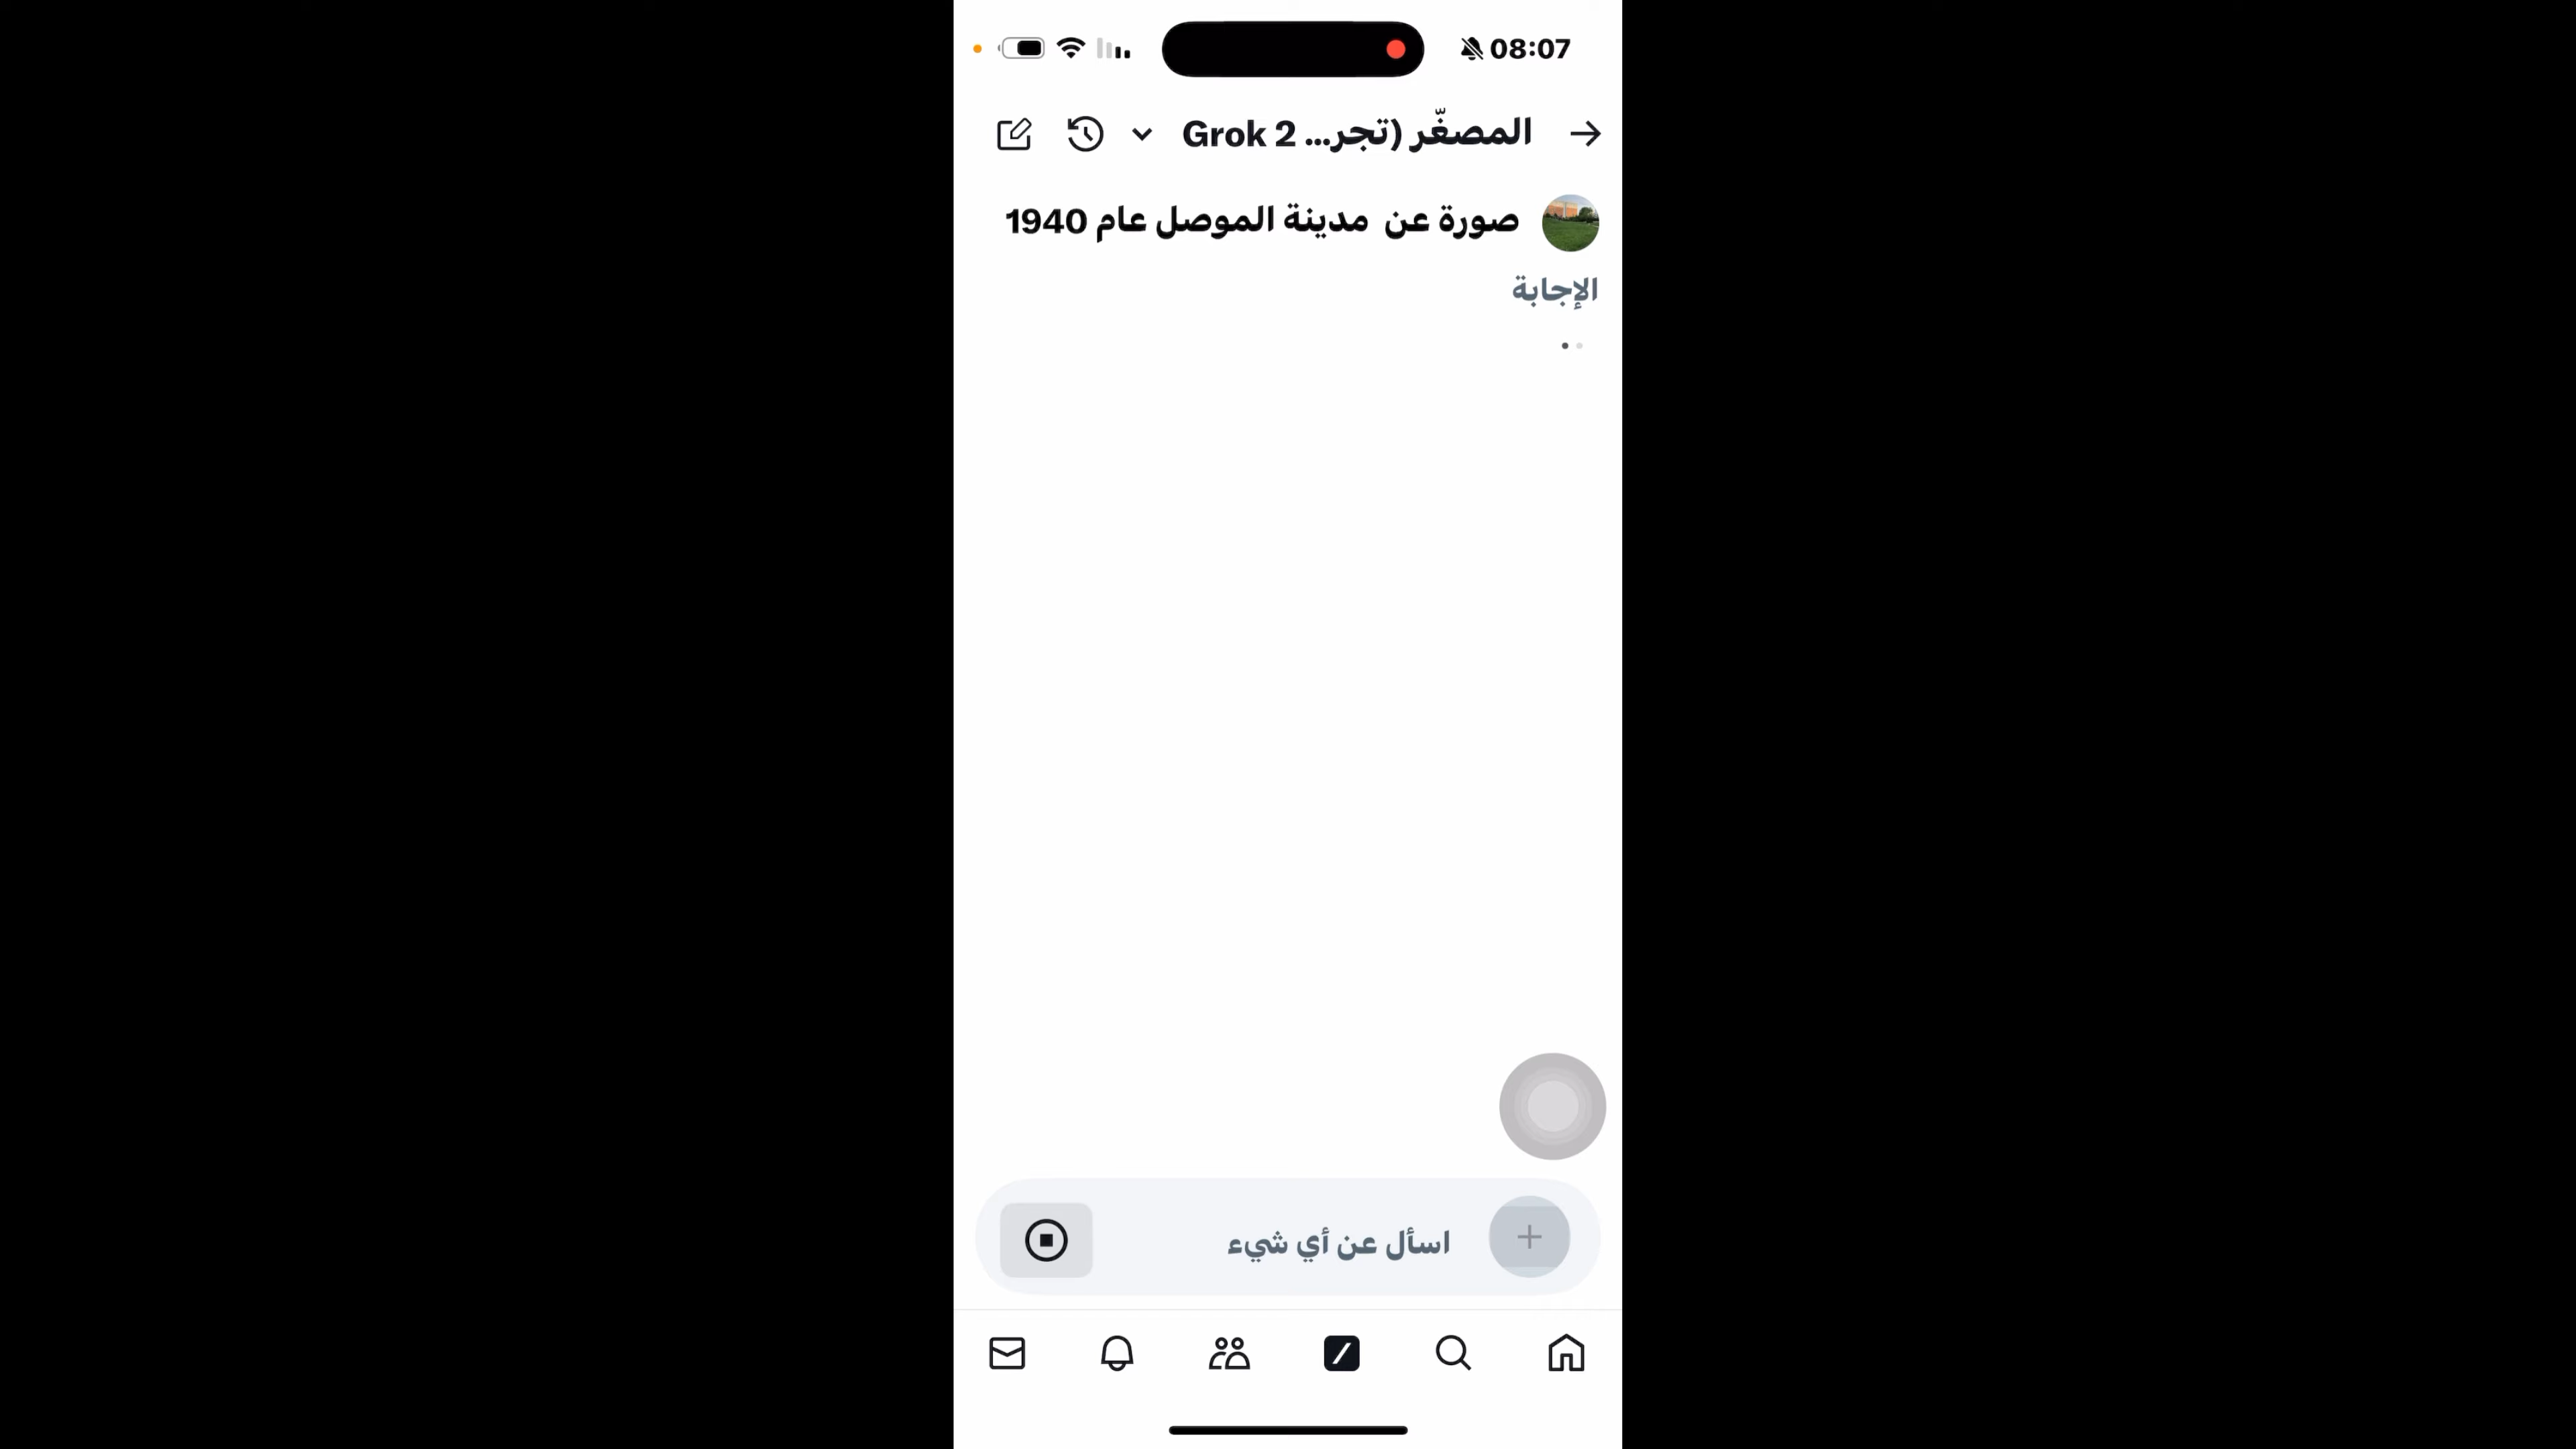 08:07
Grok 2 المصغّر (تجر...
صورة عن مدينة الموصل عام 1940
الإجابة
اسأل عن أي شيء